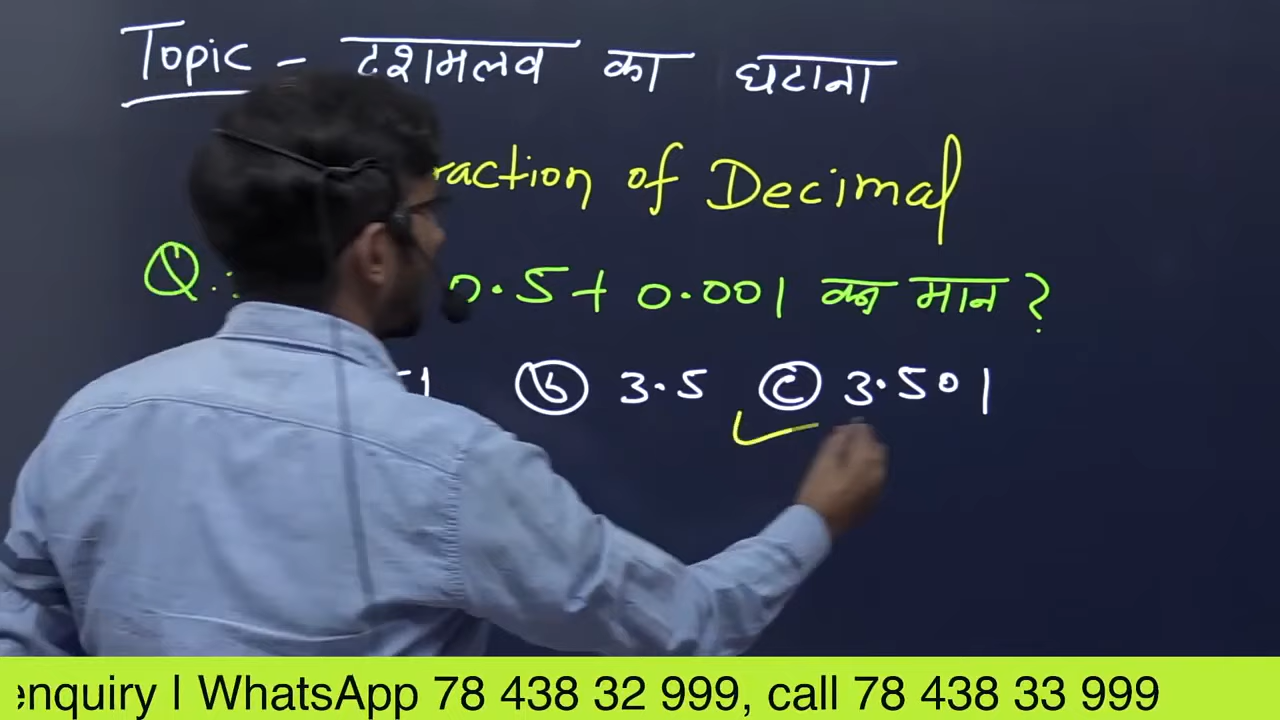 Topic - दशमलव का घटाना
raction of Decimal
Q.: 0.5 + 0.001 का मान ?
51 (b) 3.5 (c) 3.501
enquiry | WhatsApp 78 438 32 999, call 78 438 33 999